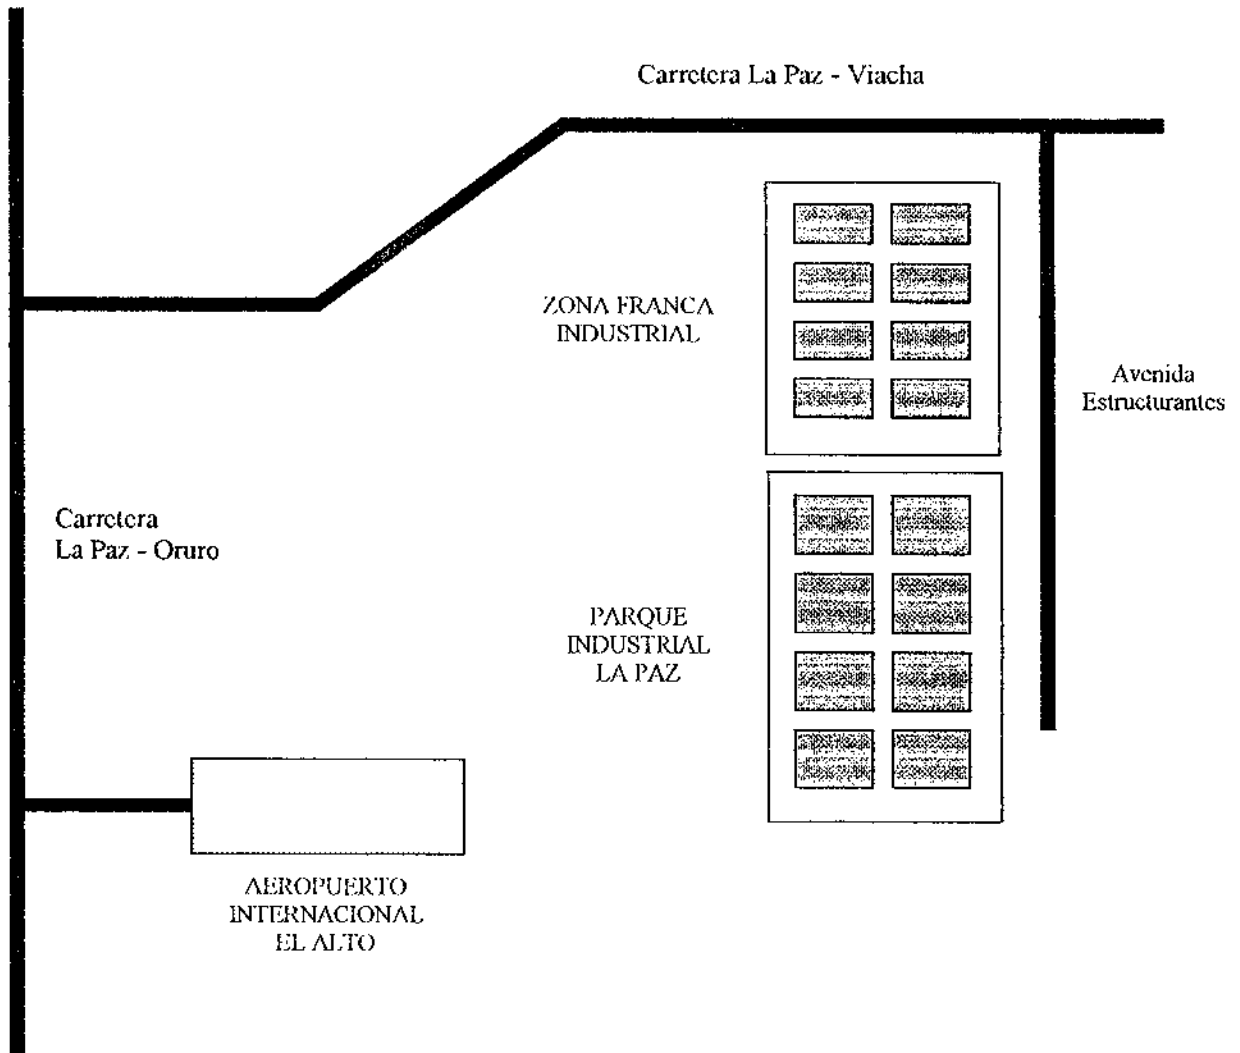 Carretera La Paz - Viacha
ZONA FRANCA
INDUSTRIAL
Avenida
Estructurantes
Carretera
La Paz - Oruro
PARQUE
INDUSTRIAL
LA PAZ
AEROPUERTO
INTERNACIONAL
EL ALTO